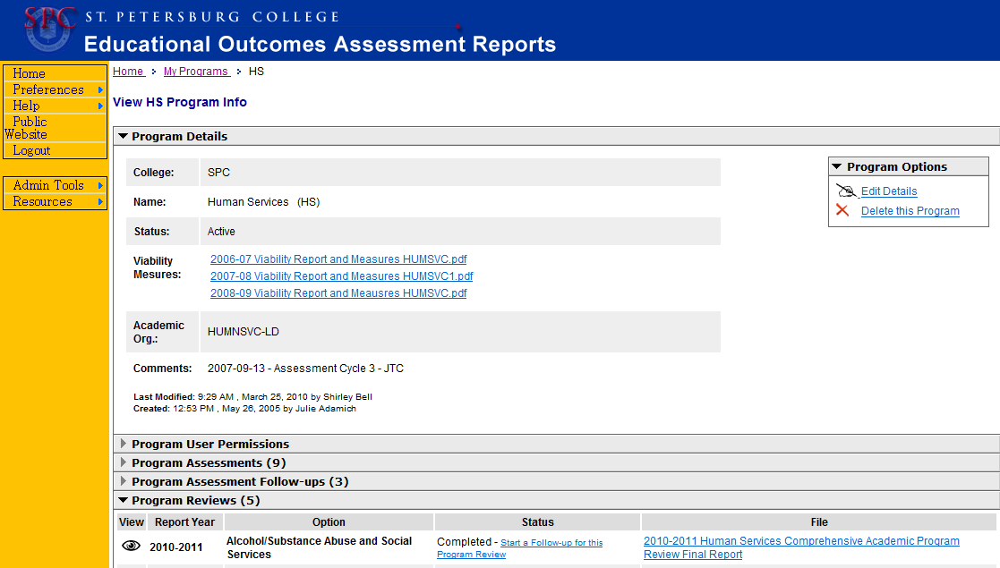 SPC ST. PETERSBURG COLLEGE
Educational Outcomes Assessment Reports
Home
Preferences
Help
Public
Website
Logout
Admin Tools
Resources
Home My Programs HS
View HS Program Info
Program Details
College: SPC
Name: Human Services (HS)
Status: Active
Viability
Mesures:
2006-07 Viability Report and Measures HUMSVC.pdf
2007-08 Viability Report and Measures HUMSVC1.pdf
2008-09 Viability Report and Meausres HUMSVC.pdf
Academic
Org.:
HUMNSVC-LD
Comments: 2007-09-13 - Assessment Cycle 3 - JTC
Last Modified: 9:29 AM , March 25, 2010 by Shirley Bell
Created: 12:53 PM , May 26, 2005 by Julie Adamich
Program Options
Edit Details
Delete this Program
Program User Permissions
Program Assessments (9)
Program Assessment Follow-ups (3)
Program Reviews (5)
View Report Year Option Status File
2010-2011
Alcohol/Substance Abuse and Social
Services
Completed - Start a Follow-up for this
Program Review
2010-2011 Human Services Comprehensive Academic Program
Review Final Report